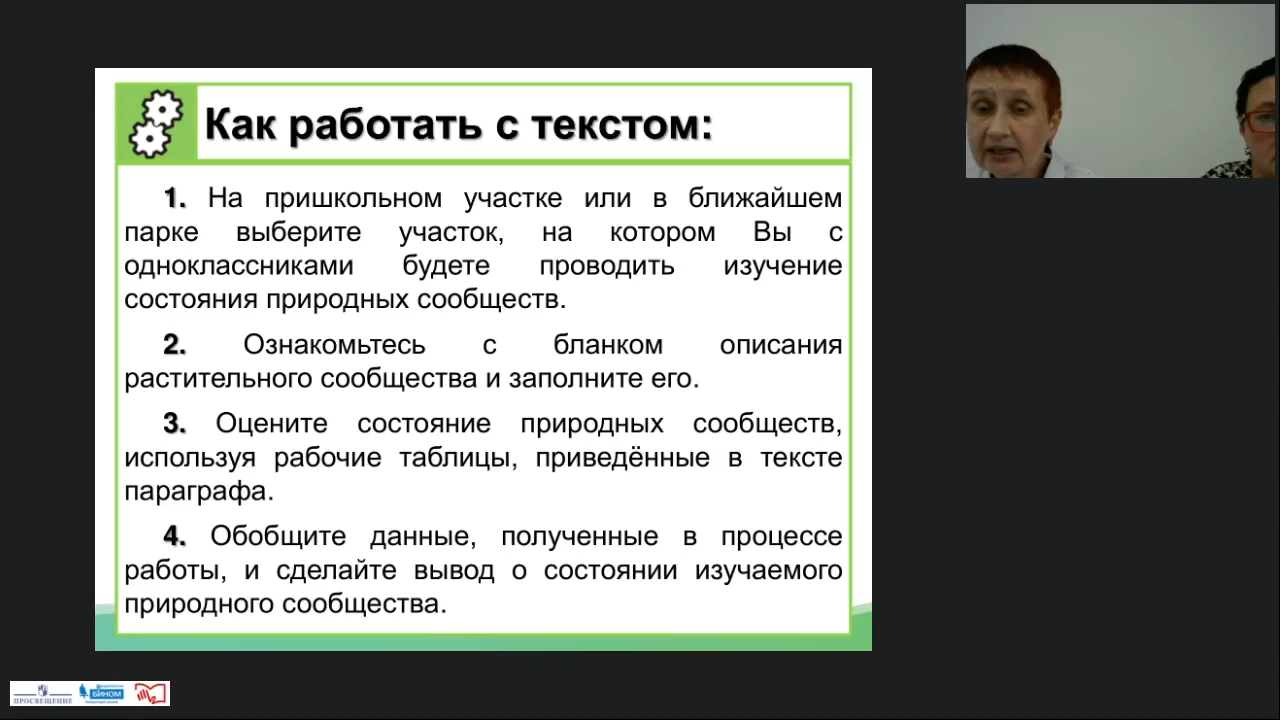 Как работать с текстом:
1. На пришкольном участке или в ближайшем
парке выберите участок, на котором Вы с
одноклассниками будете проводить изучение
состояния природных сообществ.
2. Ознакомьтесь с бланком описания
растительного сообщества и заполните его.
3. Оцените состояние природных сообществ,
используя рабочие таблицы, приведённые в тексте
параграфа.
4. Обобщите данные, полученные в процессе
работы, и сделайте вывод о состоянии изучаемого
природного сообщества.
ПРОСВЕЩЕНИЕ
БИНОМ